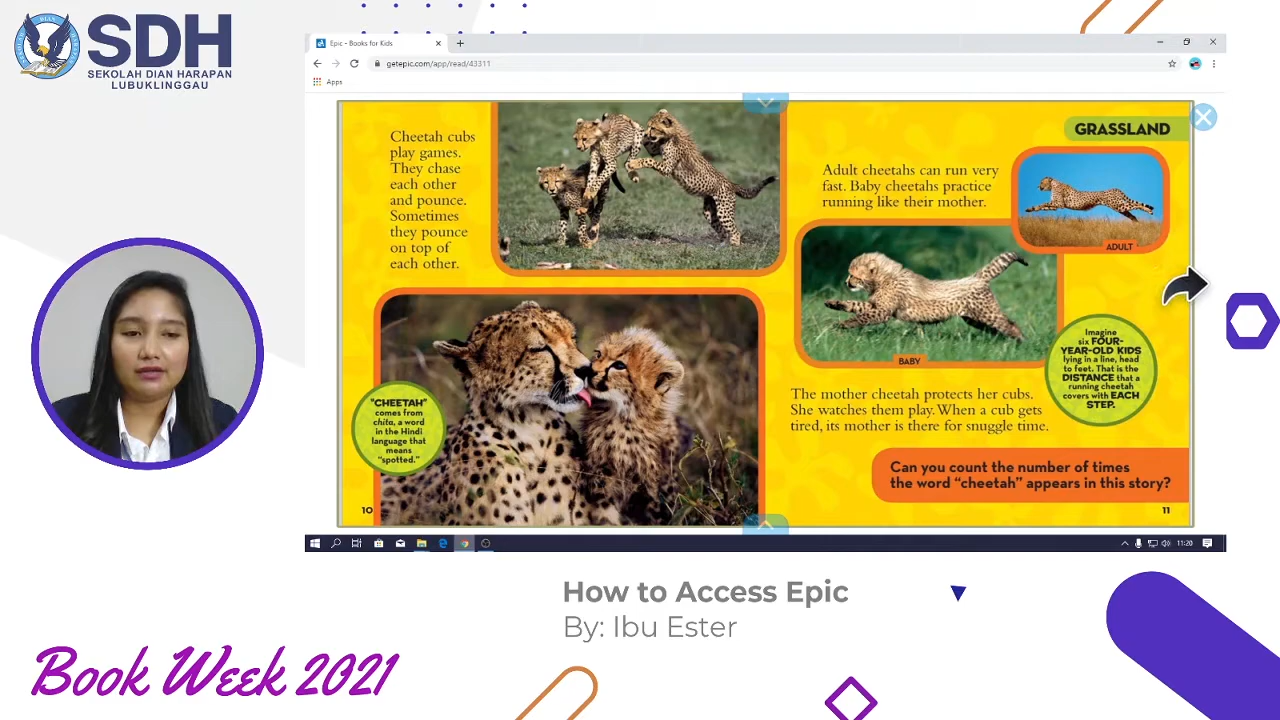 SDH
SEKOLAH DIAN HARAPAN
LUBUKLINGGAU
Epic - Books for Kids
getepic.com/app/read/43311
Apps
Cheetah cubs
play games.
They chase
each other
and pounce.
Sometimes
they pounce
on top of
each other.
"CHEETAH"
comes from
chita, a word
in the Hindi
language that
means
"spotted."
10
GRASSLAND
Adult cheetahs can run very
fast. Baby cheetahs practice
running like their mother.
ADULT
BABY
Imagine
six FOUR-
YEAR-OLD KIDS
lying in a line, head
to feet. That is the
DISTANCE that a
running cheetah
covers with EACH
STEP.
The mother cheetah protects her cubs.
She watches them play. When a cub gets
tired, its mother is there for snuggle time.
Can you count the number of times
the word "cheetah" appears in this story?
11
11:20
How to Access Epic
By: Ibu Ester
Book Week 2021